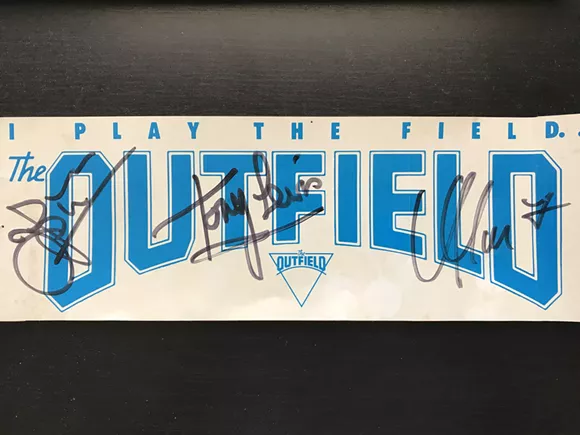 I PLAY THE FIELD..
The OUTFIELD
Tony Lewis
THE OUTFIELD